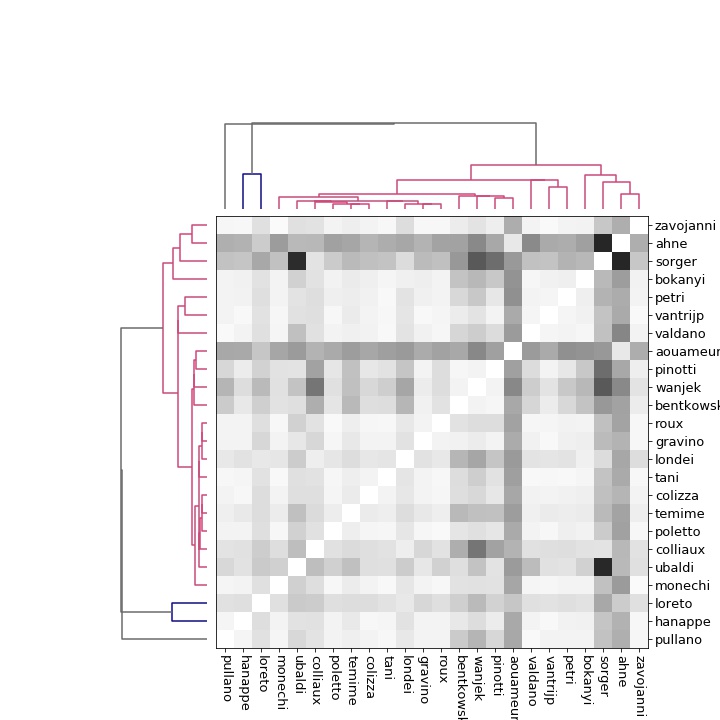 zavojanni
ahne
sorger
bokanyi
petri
vantrijp
valdano
aouameur
pinotti
wanjek
bentkowsk
roux
gravino
londei
tani
colizza
temime
poletto
colliaux
ubaldi
monechi
loreto
hanappe
pullano
pullano
hanappe
loreto
monechi
ubaldi
colliaux
poletto
temime
colizza
tani
londei
gravino
roux
bentkowsk
wanjek
pinotti
aouameur
valdano
vantrijp
petri
bokanyi
sorger
ahne
zavojanni